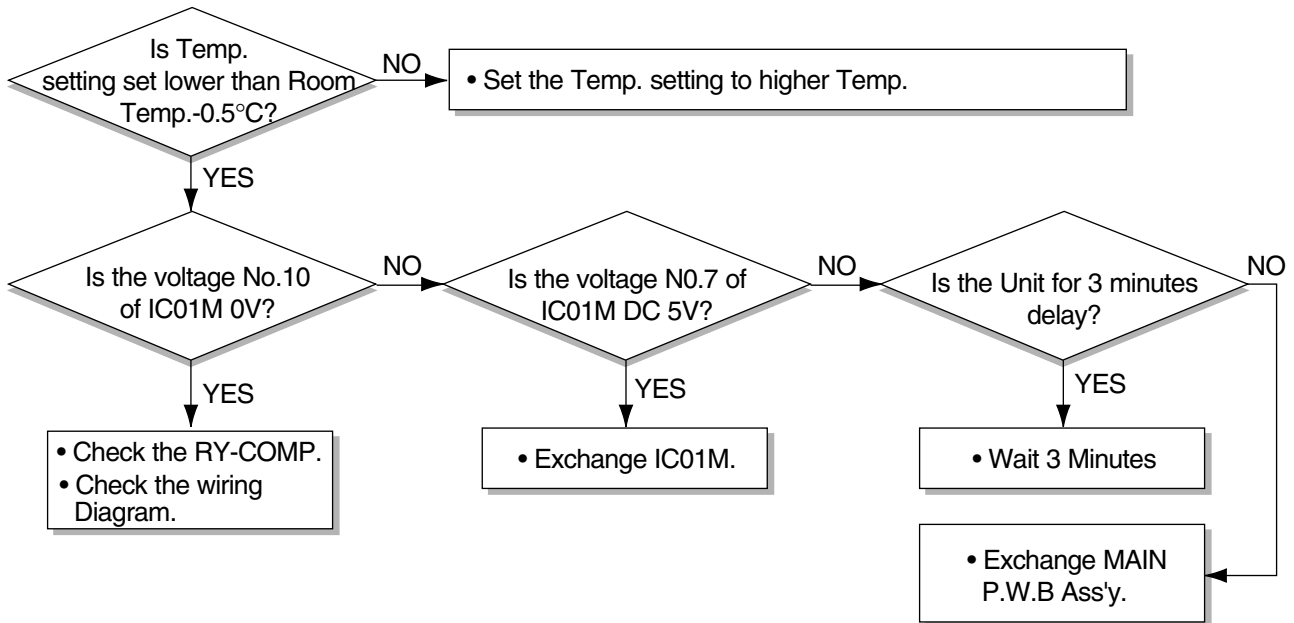 Is Temp.
setting set lower than Room
Temp.-0.5°C?
NO
• Set the Temp. setting to higher Temp.
YES
Is the voltage No.10
of IC01M 0V?
NO
Is the voltage N0.7 of
IC01M DC 5V?
NO
Is the Unit for 3 minutes
delay?
NO
YES
• Check the RY-COMP.
• Check the wiring
Diagram.
YES
• Exchange IC01M.
YES
• Wait 3 Minutes
• Exchange MAIN
P.W.B Ass'y.